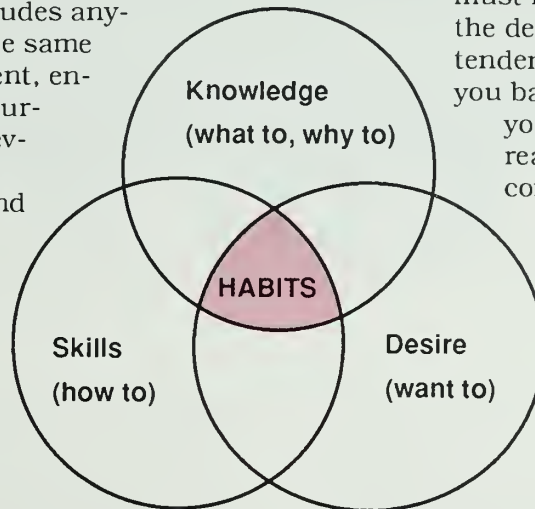 udes any-
e same
ent, en-
ur-
ev-
nd
Knowledge
(what to, why to)
HABITS
Skills
(how to)
Desire
(want to)
the de
tender
you ba
yo
rea
co